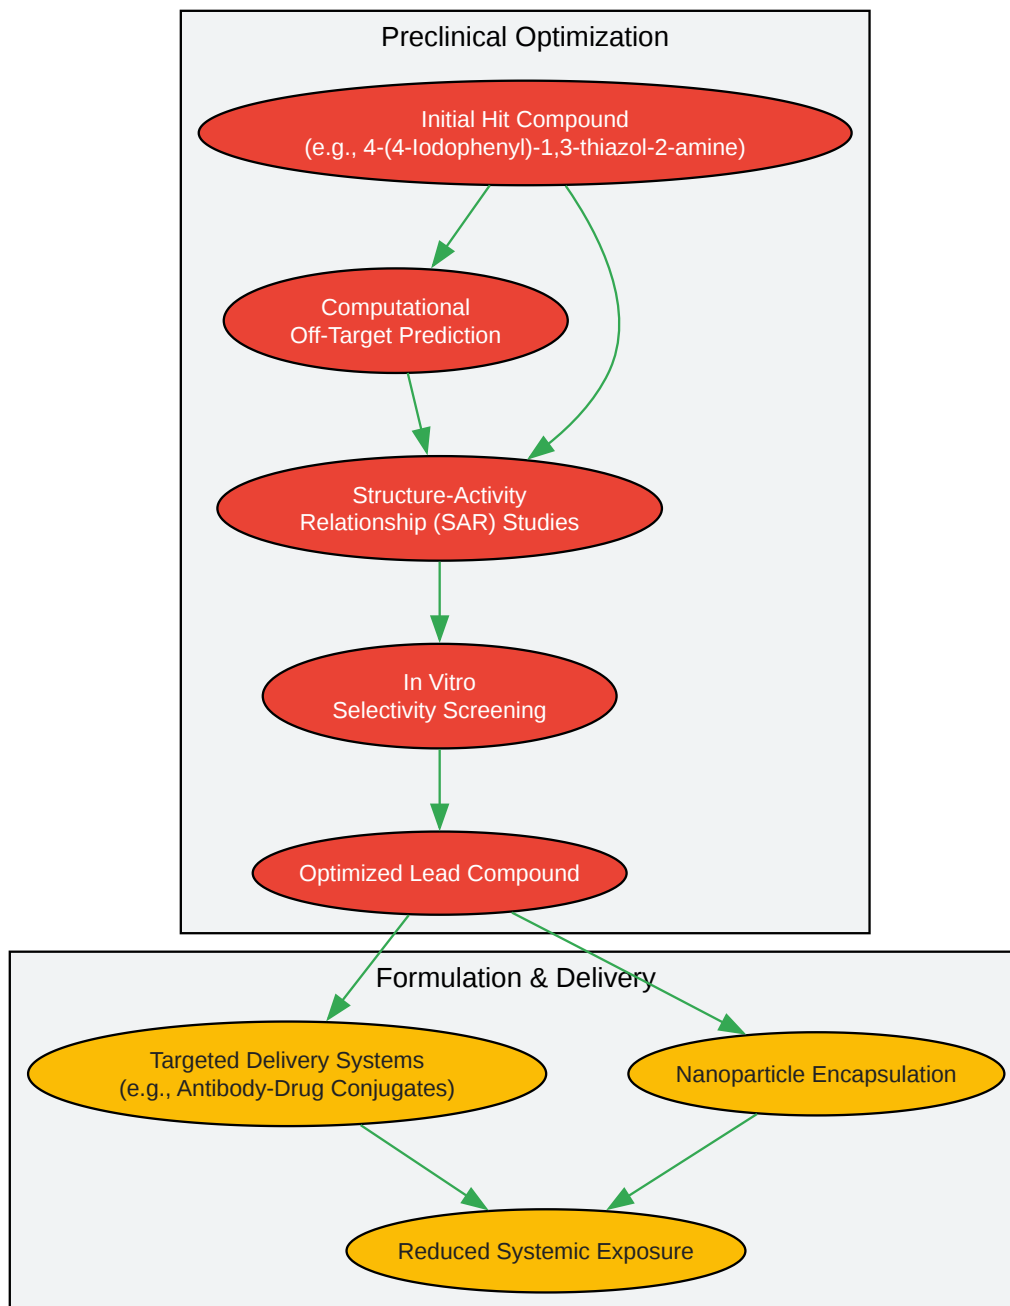 Preclinical Optimization
Initial Hit Compound
(e.g., 4-(4-Iodophenyl)-1,3-thiazol-2-amine)
Computational
Off-Target Prediction
Structure-Activity
Relationship (SAR) Studies
In Vitro
Selectivity Screening
Optimized Lead Compound
Formulation & Delivery
Targeted Delivery Systems
(e.g., Antibody-Drug Conjugates)
Nanoparticle Encapsulation
Reduced Systemic Exposure